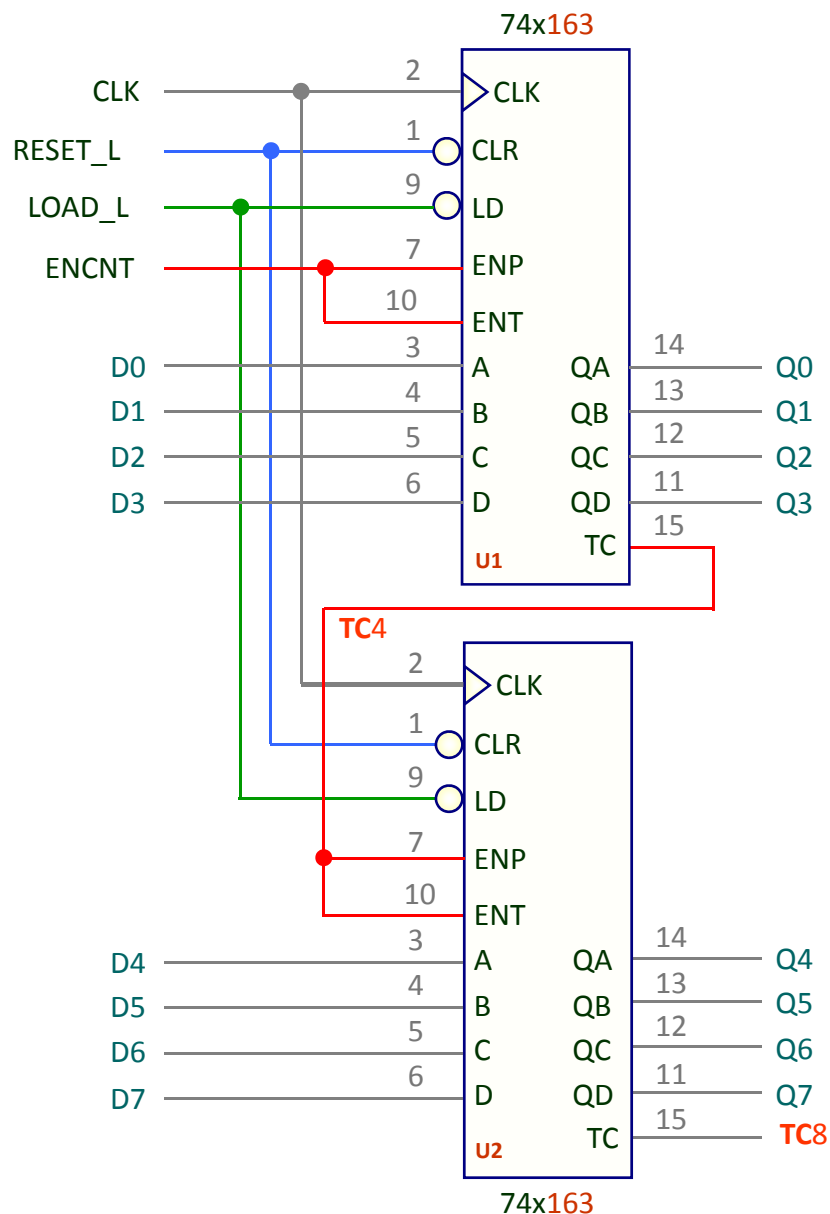 74x163
CLK 2 CLK
RESET_L 1 CLR
LOAD_L 9 LD
ENCNT 7 ENP
10 ENT
D0 3 A QA 14 Q0
D1 4 B QB 13 Q1
D2 5 C QC 12 Q2
D3 6 D QD 11 Q3
U1 TC 15
TC4
2 CLK
1 CLR
9 LD
7 ENP
10 ENT
D4 3 A QA 14 Q4
D5 4 B QB 13 Q5
D6 5 C QC 12 Q6
D7 6 D QD 11 Q7
U2 TC 15 TC8
74x163